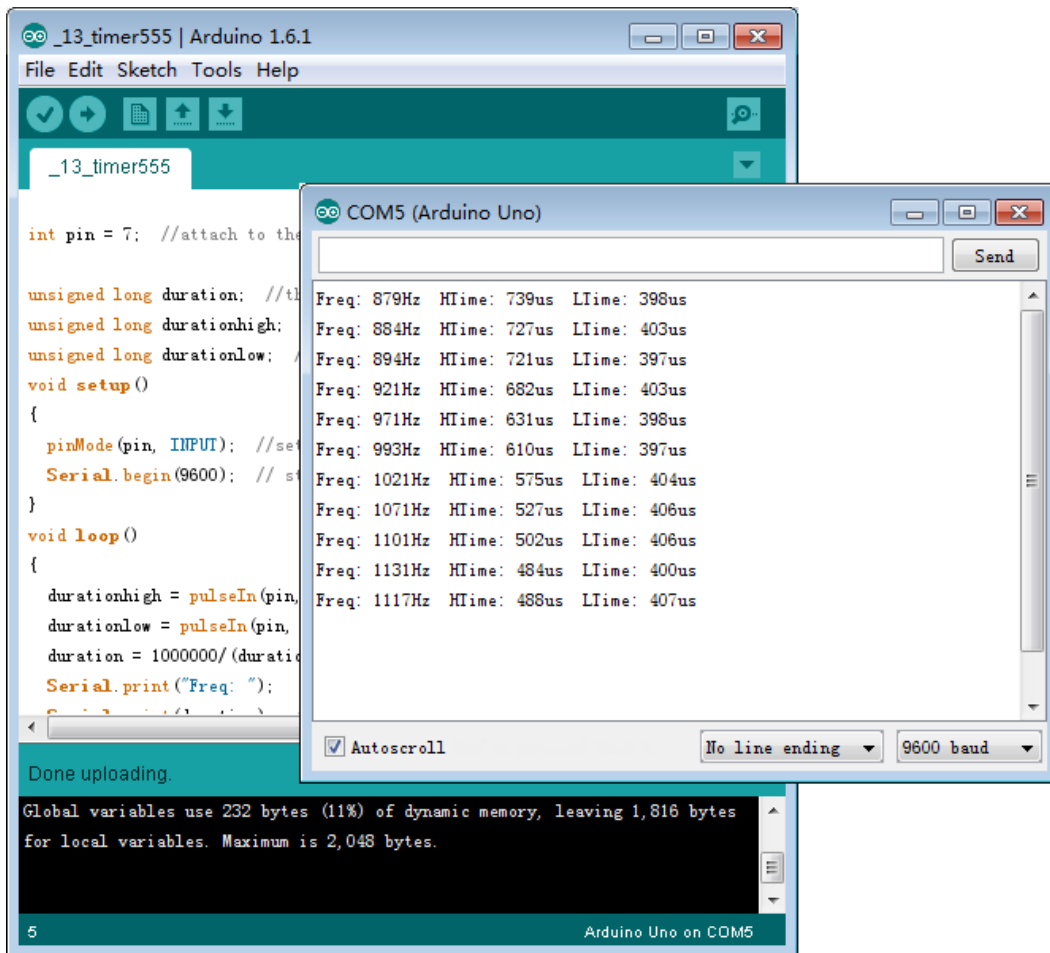 _13_timer555 | Arduino 1.6.1
File Edit Sketch Tools Help
_13_timer555
int pin = 7; //attach to the
unsigned long duration; //th
unsigned long durationhigh;
unsigned long durationlow; /
void setup()
{
pinMode(pin, INPUT); //set
Serial.begin(9600); // st
}
void loop()
{
durationhigh = pulseIn(pin,
durationlow = pulseIn(pin,
duration = 1000000/(duratio
Serial.print("Freq: ");
Done uploading.
Global variables use 232 bytes (11%) of dynamic memory, leaving 1,816 bytes
for local variables. Maximum is 2,048 bytes.
5 Arduino Uno on COM5
COM5 (Arduino Uno)
Send
Freq: 879Hz HTime: 739us LTime: 398us
Freq: 884Hz HTime: 727us LTime: 403us
Freq: 894Hz HTime: 721us LTime: 397us
Freq: 921Hz HTime: 682us LTime: 403us
Freq: 971Hz HTime: 631us LTime: 398us
Freq: 993Hz HTime: 610us LTime: 397us
Freq: 1021Hz HTime: 575us LTime: 404us
Freq: 1071Hz HTime: 527us LTime: 406us
Freq: 1101Hz HTime: 502us LTime: 406us
Freq: 1131Hz HTime: 484us LTime: 400us
Freq: 1117Hz HTime: 488us LTime: 407us
Autoscroll No line ending 9600 baud